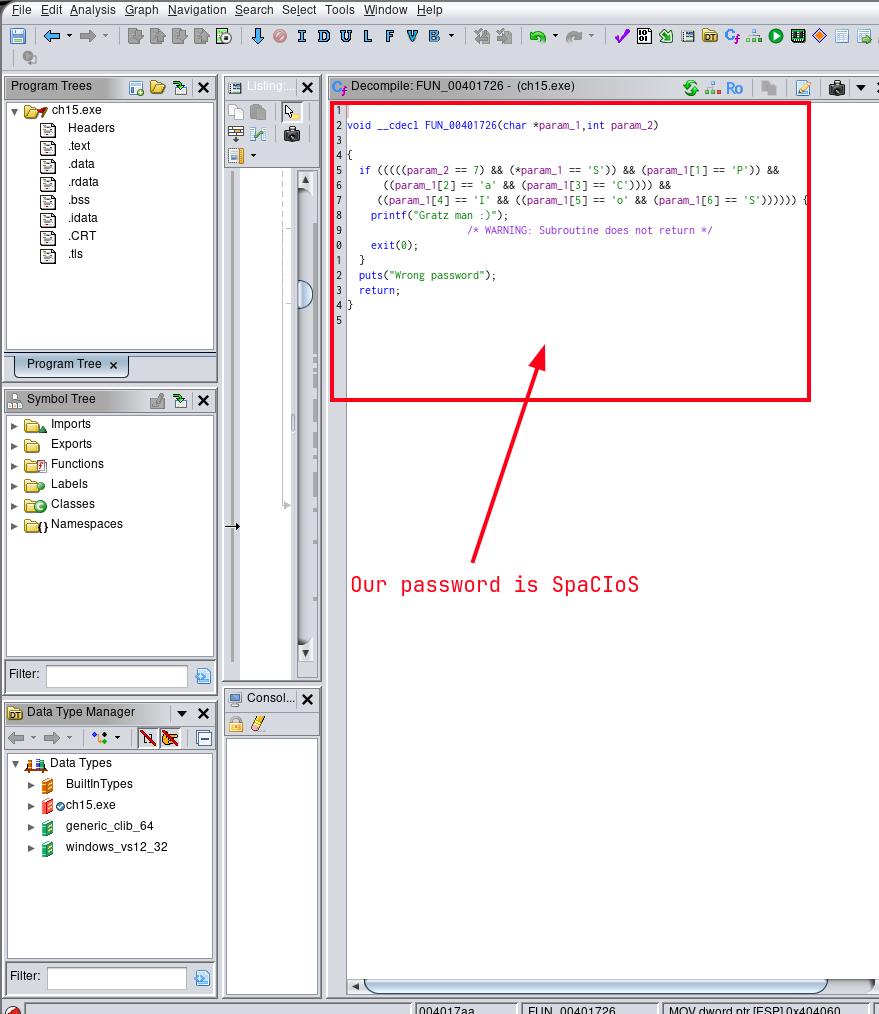 File Edit Analysis Graph Navigation Search Select Tools Window Help
I D U L F V B
Program Trees
ch15.exe
Headers
.text
.data
.rdata
.bss
.idata
.CRT
.tls
Program Tree x
Symbol Tree
Imports
Exports
Functions
Labels
Classes
Namespaces
Filter:
Data Type Manager
Data Types
BuiltInTypes
ch15.exe
generic_clib_64
windows_vs12_32
Filter:
Listing:...
Consol...
Decompile: FUN_00401726 - (ch15.exe)
Ro
1
2 void __cdecl FUN_00401726(char *param_1,int param_2)
3
4 {
5 if (((((param_2 == 7) && (*param_1 == 'S')) && (param_1[1] == 'P')) &&
6 ((param_1[2] == 'a' && (param_1[3] == 'C')))) &&
7 ((param_1[4] == 'I' && ((param_1[5] == 'o' && (param_1[6] == 'S')))))) {
8 printf("Gratz man :)");
9 /* WARNING: Subroutine does not return */
0 exit(0);
1 }
2 puts("Wrong password");
3 return;
4 }
5
Our password is SpaCIoS
004017aa
FUN_00401726
MOV dword ptr [ESP],0x404060